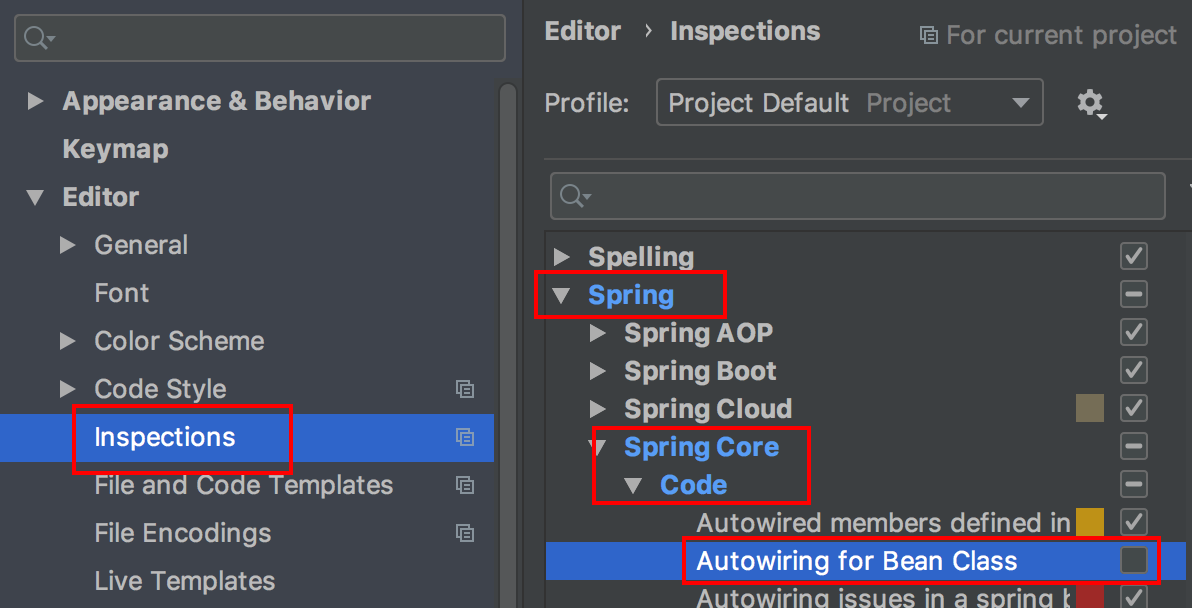 Appearance & Behavior
Keymap
Editor
General
Font
Color Scheme
Code Style
Inspections
File and Code Templates
File Encodings
Live Templates
Editor › Inspections
For current project
Profile: Project Default Project
Spelling
Spring
Spring AOP
Spring Boot
Spring Cloud
Spring Core
Code
Autowired members defined in
Autowiring for Bean Class
Autowiring issues in a spring b